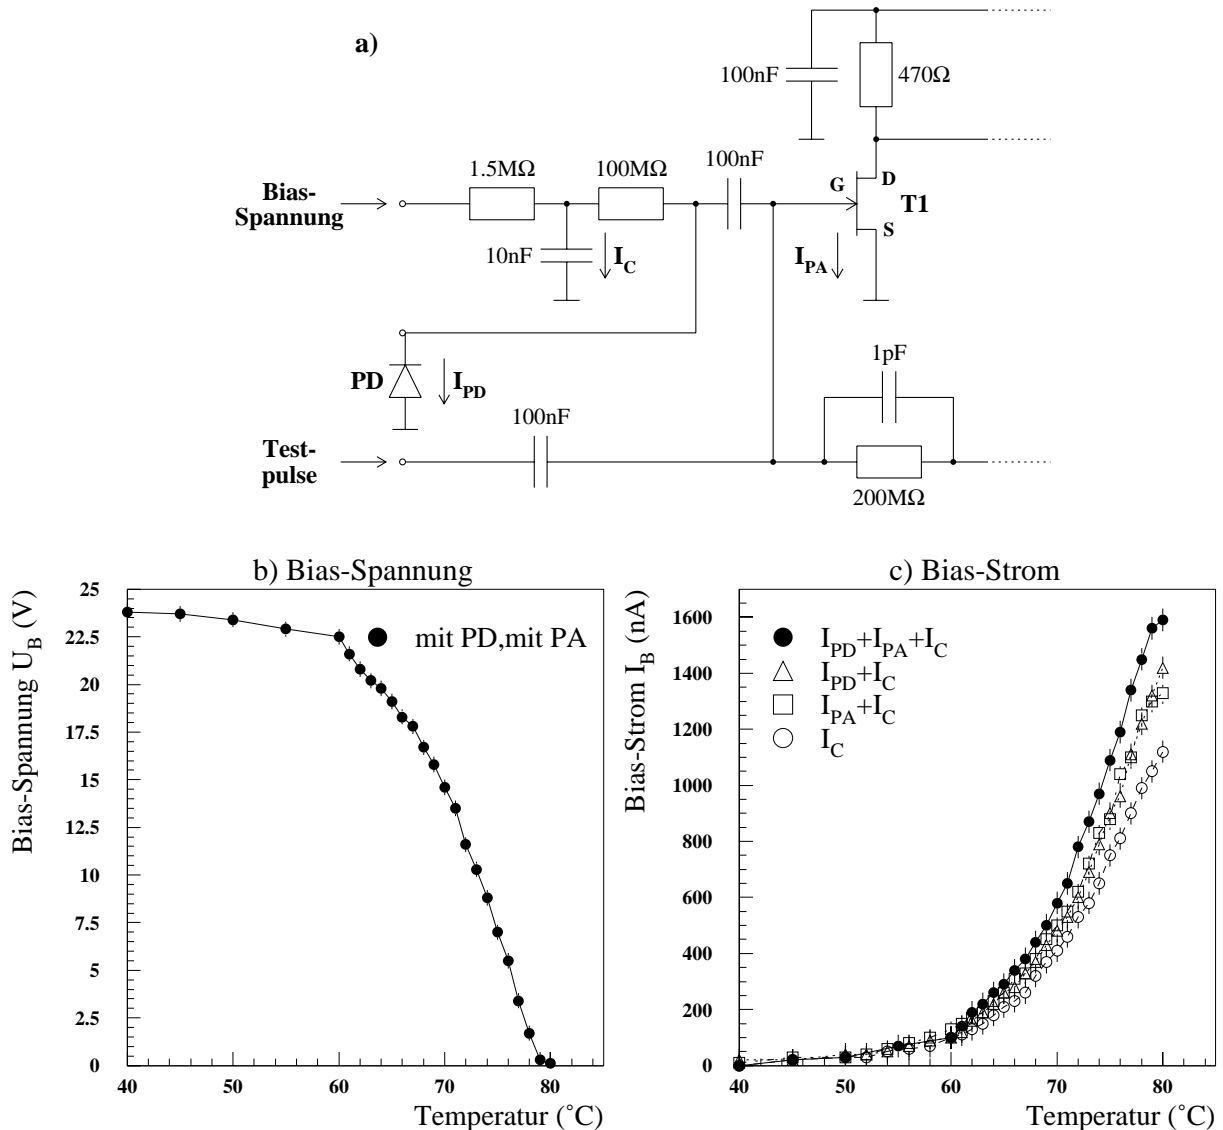 a)
100nF
470Ω
1.5MΩ
100MΩ
100nF
G
D
T1
S
Bias-
Spannung
10nF
I_C
I_PA
1pF
PD
I_PD
100nF
Test-
pulse
200MΩ
b) Bias-Spannung
Bias-Spannung U_B (V)
25
22.5
20
17.5
15
12.5
10
7.5
5
2.5
0
mit PD,mit PA
40
50
60
70
80
Temperatur (°C)
c) Bias-Strom
Bias-Strom I_B (nA)
1600
1400
1200
1000
800
600
400
200
0
I_PD+I_PA+I_C
I_PD+I_C
I_PA+I_C
I_C
40
50
60
70
80
Temperatur (°C)